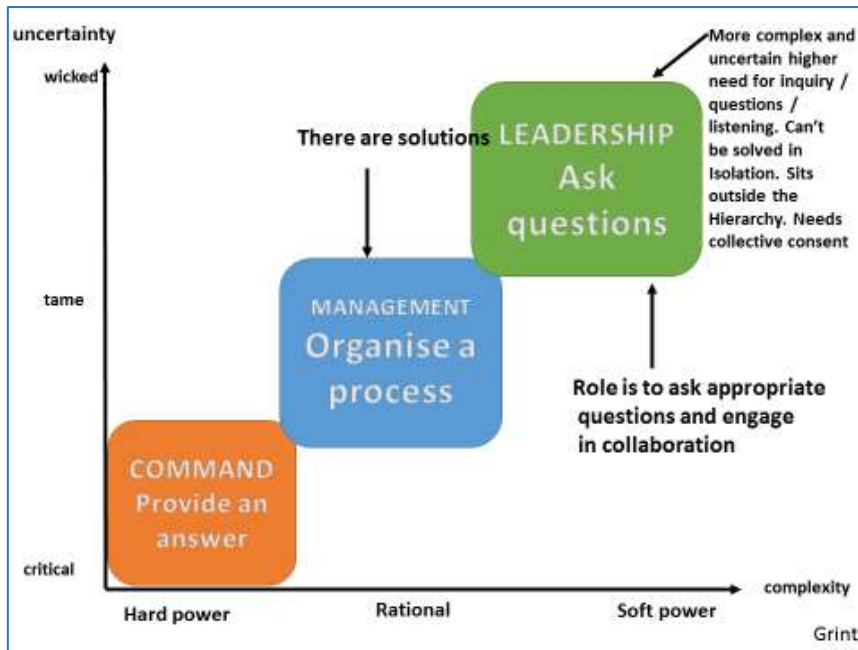 uncertainty
wicked
tame
critical
There are solutions
LEADERSHIP
Ask
questions
More complex and
uncertain higher
need for inquiry /
questions /
listening. Can't
be solved in
Isolation. Sits
outside the
Hierarchy. Needs
collective consent
MANAGEMENT
Organise a
process
Role is to ask appropriate
questions and engage
in collaboration
COMMAND
Provide an
answer
complexity
Hard power
Rational
Soft power
Grint